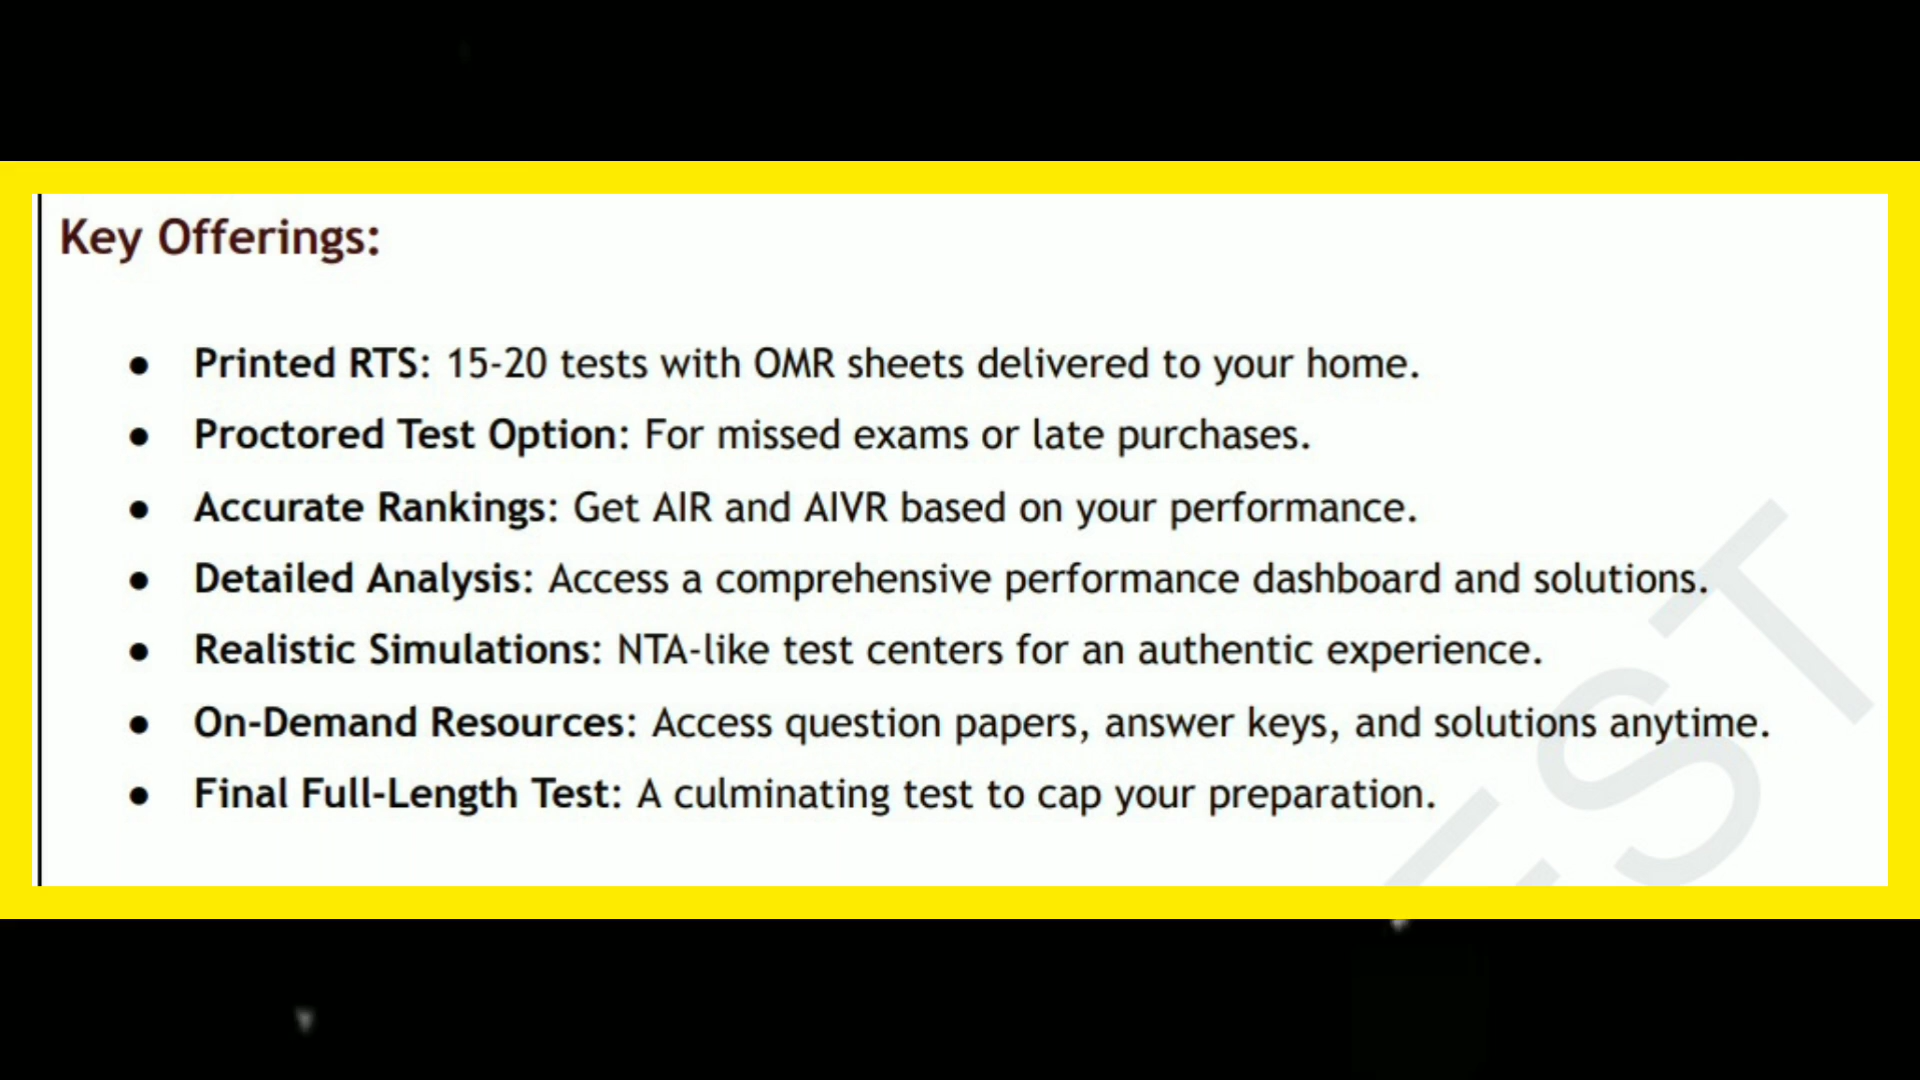 Key Offerings:
● Printed RTS: 15-20 tests with OMR sheets delivered to your home.
● Proctored Test Option: For missed exams or late purchases.
● Accurate Rankings: Get AIR and AIVR based on your performance.
● Detailed Analysis: Access a comprehensive performance dashboard and solutions.
● Realistic Simulations: NTA-like test centers for an authentic experience.
● On-Demand Resources: Access question papers, answer keys, and solutions anytime.
● Final Full-Length Test: A culminating test to cap your preparation.
EST